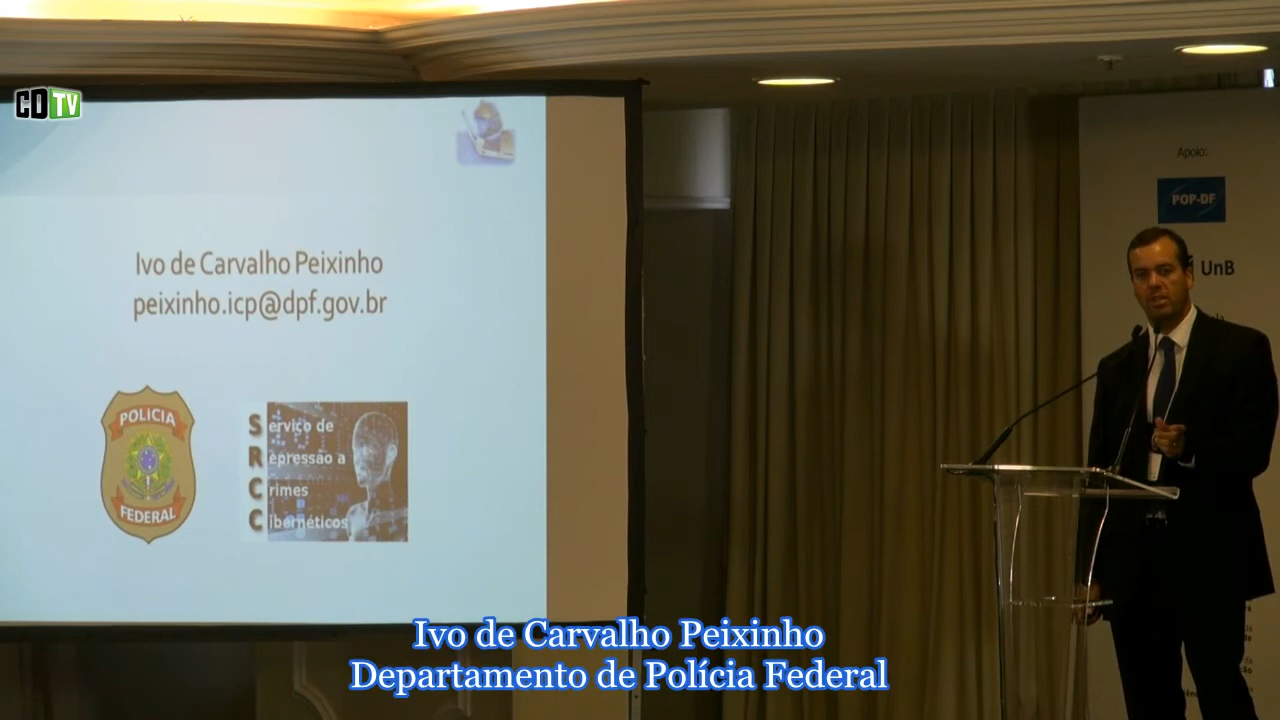 CDTV
Ivo de Carvalho Peixinho
peixinho.icp@dpf.gov.br
POLICIA
FEDERAL
Serviço de
Repressão a
Crimes
Cibernéticos
Apoio:
POP-DF
UnB
Ivo de Carvalho Peixinho
Departamento de Polícia Federal